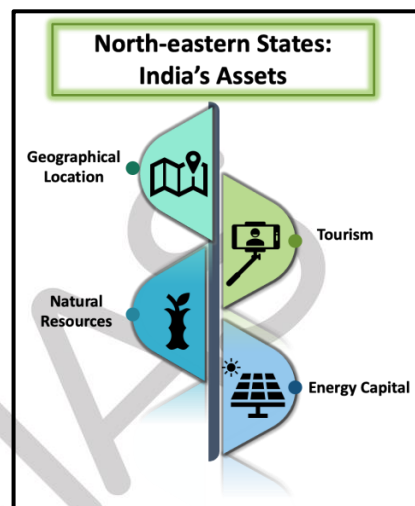 North-eastern States:
India's Assets
Geographical
Location
Tourism
Natural
Resources
Energy Capital